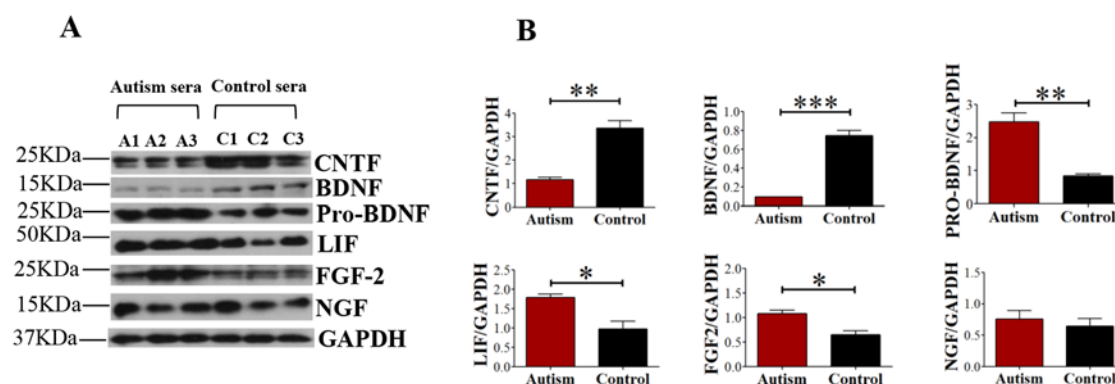 A
Autism sera Control sera
A1 A2 A3 C1 C2 C3
25KDa CNTF
15KDa BDNF
25KDa Pro-BDNF
50KDa LIF
25KDa FGF-2
15KDa NGF
37KDa GAPDH
B
CNTF/GAPDH
4
3
2
1
0
**
Autism Control
BDNF/GAPDH
1.0
0.8
0.6
0.4
0.2
0.0
***
Autism Control
PRO-BDNF/GAPDH
3
2
1
0
**
Autism Control
LIF/GAPDH
2.0
1.5
1.0
0.5
0.0
*
Autism Control
FGF2/GAPDH
2.0
1.5
1.0
0.5
0.0
*
Autism Control
NGF/GAPDH
1.5
1.0
0.5
0.0
Autism Control